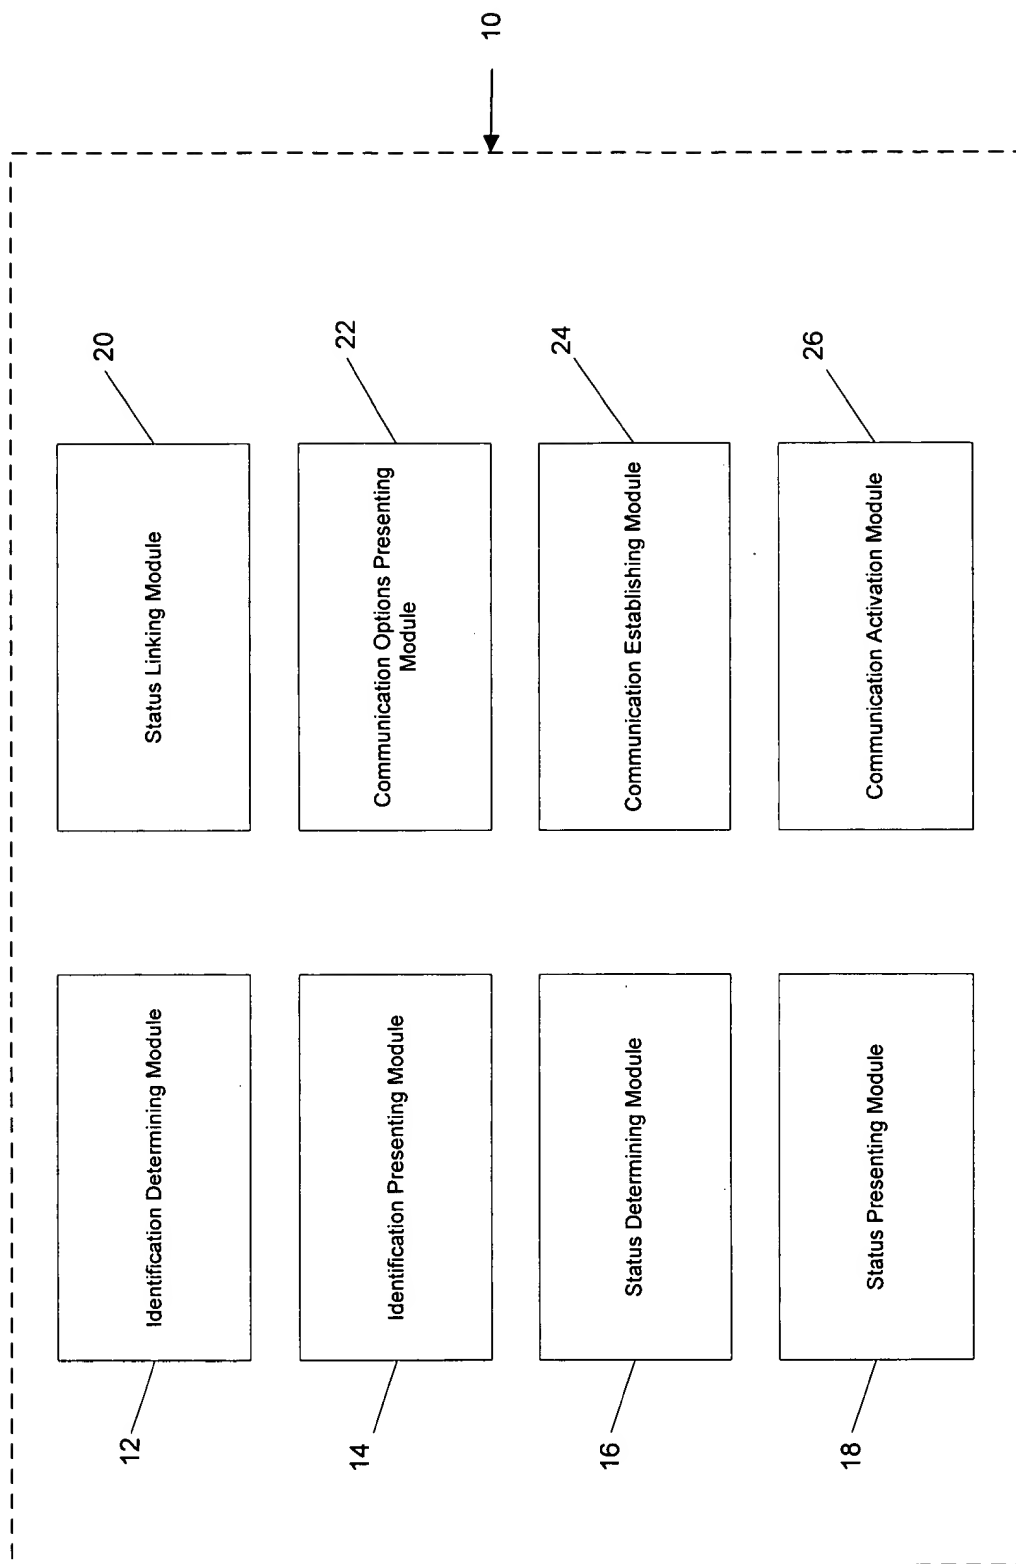 10
12
Identification Determining Module
Status Linking Module
20
14
Identification Presenting Module
Communication Options Presenting
Module
22
16
Status Determining Module
Communication Establishing Module
24
18
Status Presenting Module
Communication Activation Module
26